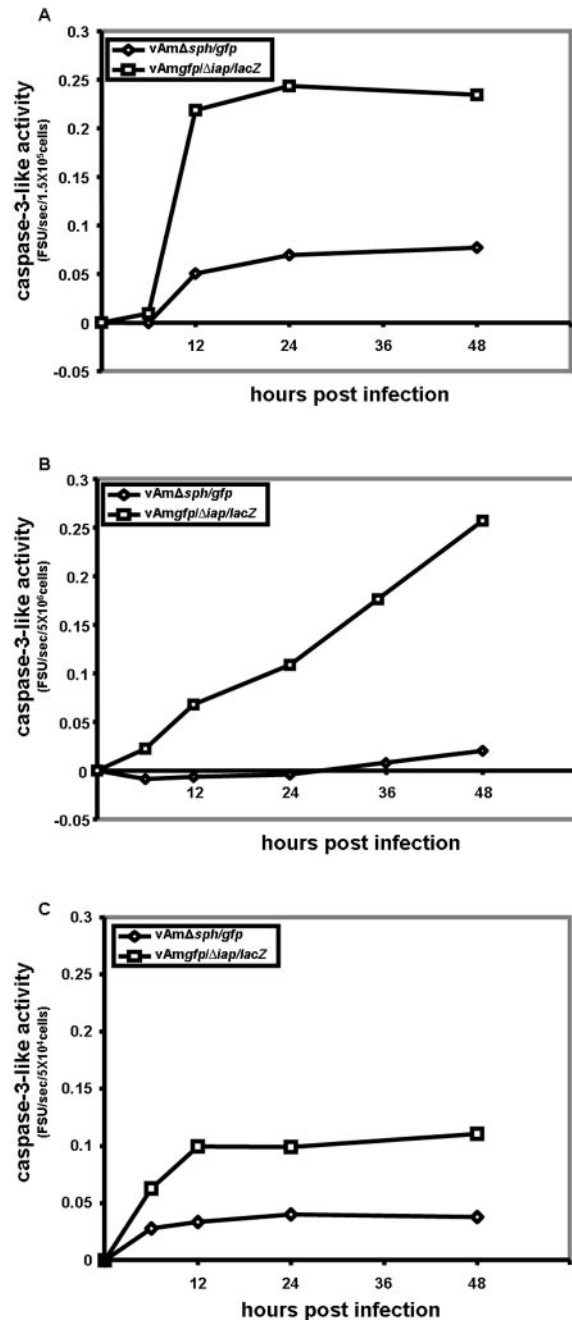 A
0.3
vAmΔsph/gfp
vAmgfp/Δiap/lacZ
0.25
0.2
0.15
0.1
0.05
0
-0.05
caspase-3-like activity
(FSU/sec/1.5X10⁵cells)
12 24 36 48
hours post infection
B
0.3
vAmΔsph/gfp
vAmgfp/Δiap/lacZ
0.25
0.2
0.15
0.1
0.05
0
-0.05
caspase-3-like activity
(FSU/sec/5X10⁶cells)
12 24 36 48
hours post infection
C
0.3
vAmΔsph/gfp
vAmgfp/Δiap/lacZ
0.25
0.2
0.15
0.1
0.05
0
caspase-3-like activity
(FSU/sec/5X10⁴cells)
12 24 36 48
hours post infection